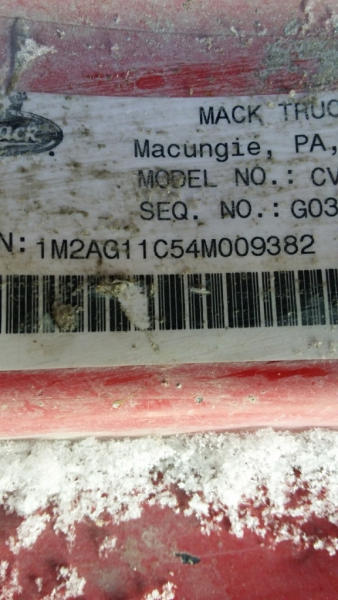 Mack
MACK TRUC
Macungie, PA,
MODEL NO.: CV
SEQ. NO.: G03
N: 1M2AG11C54M009382